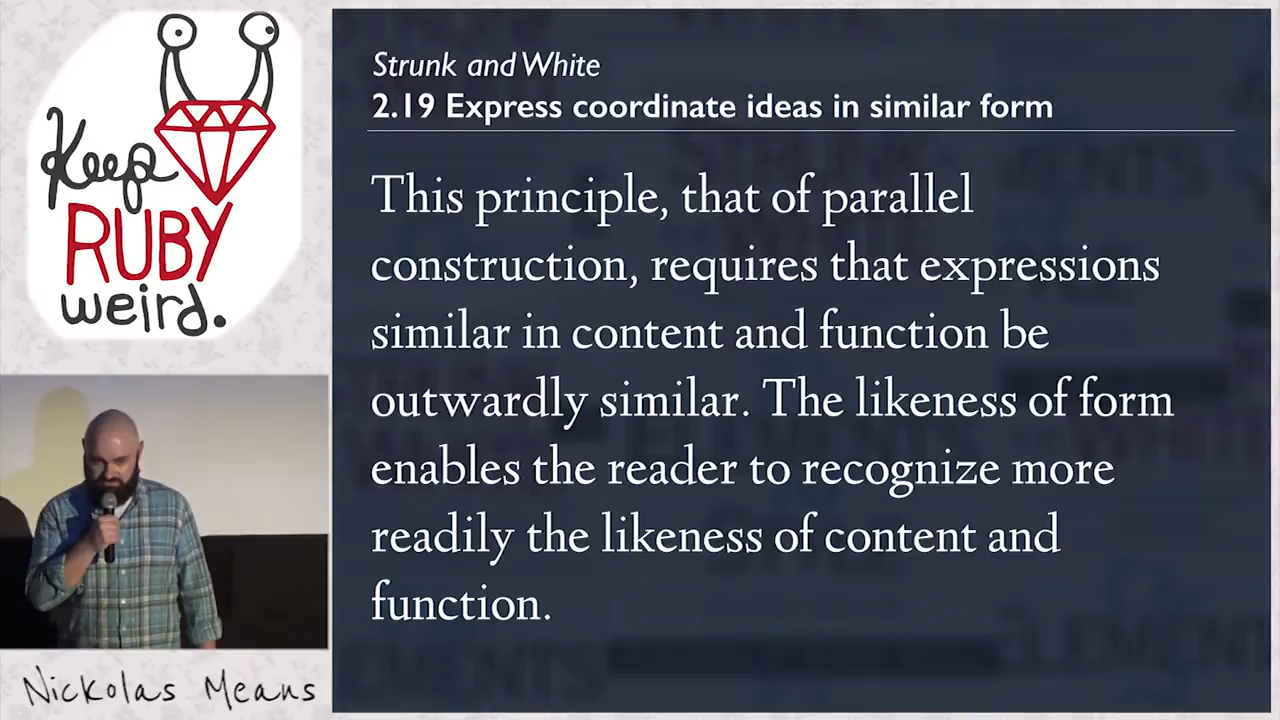 Keep
RUBY
weird.
Nickolas Means
Strunk and White
2.19 Express coordinate ideas in similar form
This principle, that of parallel
construction, requires that expressions
similar in content and function be
outwardly similar. The likeness of form
enables the reader to recognize more
readily the likeness of content and
function.